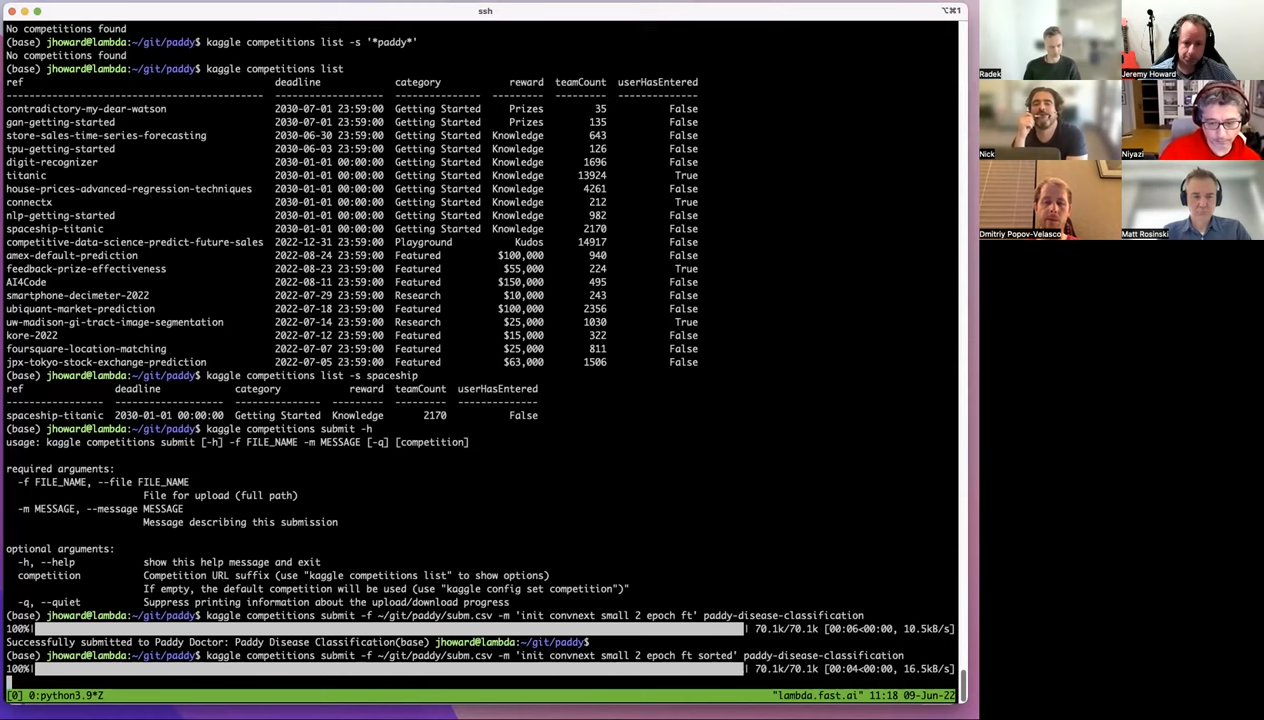 ssh
⌥⌘1
No competitions found
(base) jhoward@lambda:~/git/paddy$ kaggle competitions list -s '*paddy*'
No competitions found
(base) jhoward@lambda:~/git/paddy$ kaggle competitions list
ref deadline category reward teamCount userHasEntered
--------------------------------------------- ------------------- --------------- --------- --------- --------------
contradictory-my-dear-watson 2030-07-01 23:59:00 Getting Started Prizes 35 False
gan-getting-started 2030-07-01 23:59:00 Getting Started Prizes 135 False
store-sales-time-series-forecasting 2030-06-30 23:59:00 Getting Started Knowledge 643 False
tpu-getting-started 2030-06-03 23:59:00 Getting Started Knowledge 126 False
digit-recognizer 2030-01-01 00:00:00 Getting Started Knowledge 1696 False
titanic 2030-01-01 00:00:00 Getting Started Knowledge 13924 True
house-prices-advanced-regression-techniques 2030-01-01 00:00:00 Getting Started Knowledge 4261 False
connectx 2030-01-01 00:00:00 Getting Started Knowledge 212 True
nlp-getting-started 2030-01-01 00:00:00 Getting Started Knowledge 982 False
spaceship-titanic 2030-01-01 00:00:00 Getting Started Knowledge 2170 False
competitive-data-science-predict-future-sales 2022-12-31 23:59:00 Playground Kudos 14917 False
amex-default-prediction 2022-08-24 23:59:00 Featured $100,000 940 False
feedback-prize-effectiveness 2022-08-23 23:59:00 Featured $55,000 224 True
AI4Code 2022-08-11 23:59:00 Featured $150,000 495 False
smartphone-decimeter-2022 2022-07-29 23:59:00 Research $10,000 243 False
ubiquant-market-prediction 2022-07-18 23:59:00 Featured $100,000 2356 False
uw-madison-gi-tract-image-segmentation 2022-07-14 23:59:00 Research $25,000 1030 True
kore-2022 2022-07-12 23:59:00 Featured $15,000 322 False
foursquare-location-matching 2022-07-07 23:59:00 Featured $25,000 811 False
jpx-tokyo-stock-exchange-prediction 2022-07-05 23:59:00 Featured $63,000 1506 False
(base) jhoward@lambda:~/git/paddy$ kaggle competitions list -s spaceship
ref deadline category reward teamCount userHasEntered
----------------- ------------------- --------------- --------- --------- --------------
spaceship-titanic 2030-01-01 00:00:00 Getting Started Knowledge 2170 False
(base) jhoward@lambda:~/git/paddy$ kaggle competitions submit -h
usage: kaggle competitions submit [-h] -f FILE_NAME -m MESSAGE [-q] [competition]
required arguments:
-f FILE_NAME, --file FILE_NAME
File for upload (full path)
-m MESSAGE, --message MESSAGE
Message describing this submission
optional arguments:
-h, --help show this help message and exit
competition Competition URL suffix (use "kaggle competitions list" to show options)
If empty, the default competition will be used (use "kaggle config set competition")"
-q, --quiet Suppress printing information about the upload/download progress
(base) jhoward@lambda:~/git/paddy$ kaggle competitions submit -f ~/git/paddy/subm.csv -m 'init convnext small 2 epoch ft' paddy-disease-classification
100%| | 70.1k/70.1k [00:06<00:00, 10.5kB/s]
Successfully submitted to Paddy Doctor: Paddy Disease Classification(base) jhoward@lambda:~/git/paddy$
(base) jhoward@lambda:~/git/paddy$ kaggle competitions submit -f ~/git/paddy/subm.csv -m 'init convnext small 2 epoch ft sorted' paddy-disease-classification
100%| | 70.1k/70.1k [00:04<00:00, 16.5kB/s]
[0] 0:python3.9*Z "lambda.fast.ai" 11:18 09-Jun-22
Radek
Jeremy Howard
Nick
Niyazi
Dmitriy Popov-Velasco
Matt Rosinski